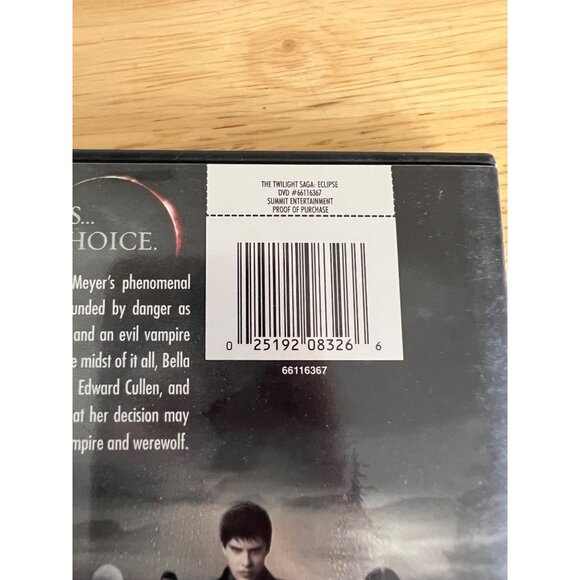 THE TWILIGHT SAGA: ECLIPSE
DVD #66116367
SUMMIT ENTERTAINMENT
PROOF OF PURCHASE
S...
HOICE.
Meyer's phenomenal
unded by danger as
and an evil vampire
e midst of it all, Bella
Edward Cullen, and
at her decision may
mpire and werewolf.
0 25192 08326 6
66116367